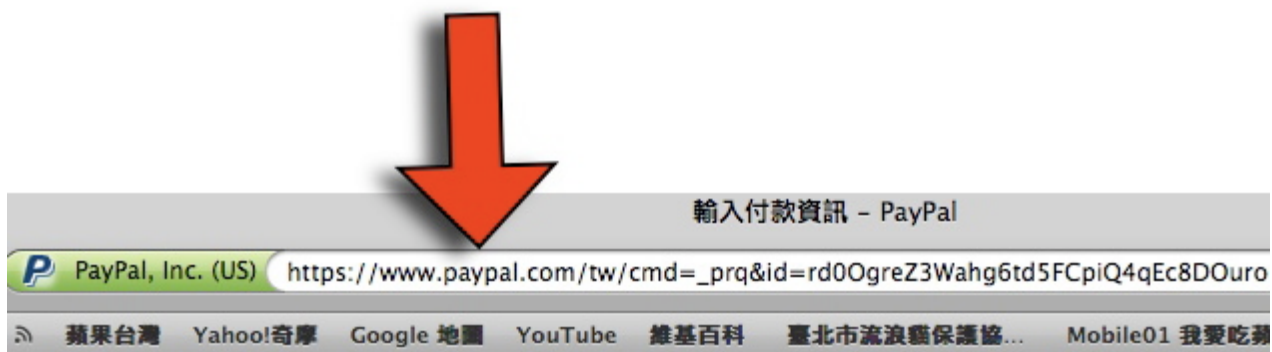 輸入付款資訊 – PayPal
PayPal, Inc. (US) https://www.paypal.com/tw/cmd=_prq&id=rd0OgreZ3Wahg6td5FCpiQ4qEc8DOuro
蘋果台灣 Yahoo!奇摩 Google 地圖 YouTube 維基百科 臺北市流浪貓保護協... Mobile01 我愛吃蘋